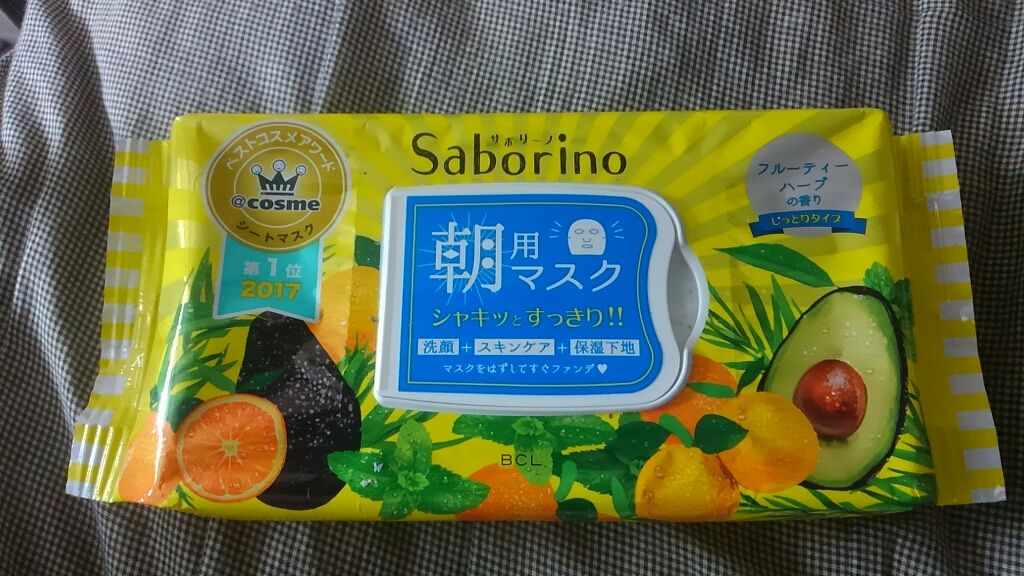 ベストコスメアワード
@cosme
シートマスク
第1位
2017
サボリーノ
Saborino
フルーティー
ハーブ
の香り
しっとりタイプ
朝用マスク
シャキッとすっきり!!
洗顔+スキンケア+保湿下地
マスクをはずしてすぐファンデ♥
BCL